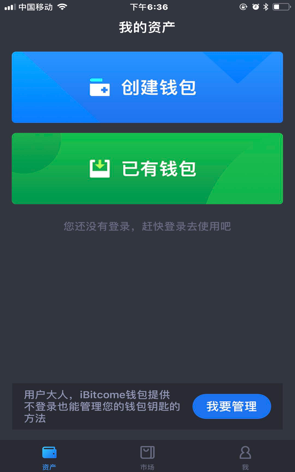 中国移动 下午6:36
我的资产
创建钱包
已有钱包
您还没有登录，赶快登录去使用吧
用户大人，iBitcome钱包提供
不登录也能管理您的钱包钥匙的
方法
我要管理
资产 市场 我